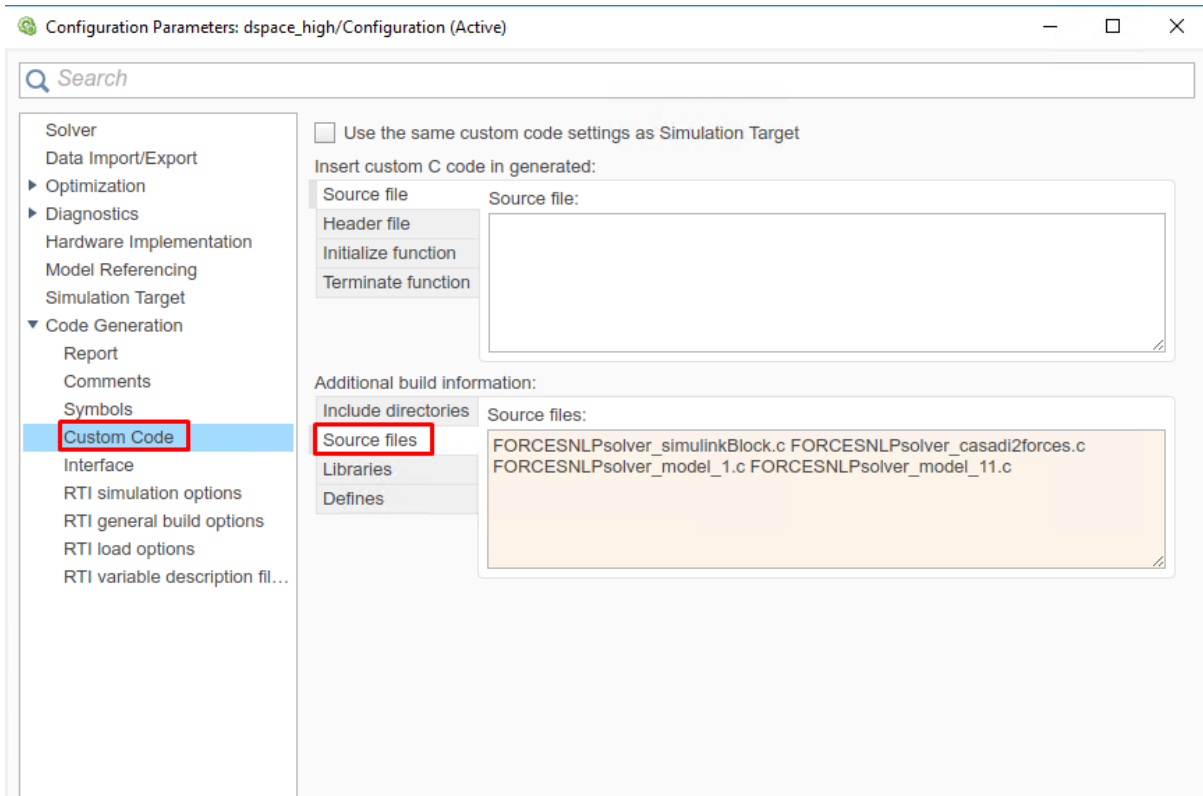 Configuration Parameters: dspace_high/Configuration (Active)
Search
Solver
Data Import/Export
Optimization
Diagnostics
Hardware Implementation
Model Referencing
Simulation Target
Code Generation
Report
Comments
Symbols
Custom Code
Interface
RTI simulation options
RTI general build options
RTI load options
RTI variable description fil...
Use the same custom code settings as Simulation Target
Insert custom C code in generated:
Source file
Header file
Initialize function
Terminate function
Source file:
Additional build information:
Include directories
Source files
Libraries
Defines
Source files:
FORCESNLPsolver_simulinkBlock.c FORCESNLPsolver_casadi2forces.c
FORCESNLPsolver_model_1.c FORCESNLPsolver_model_11.c